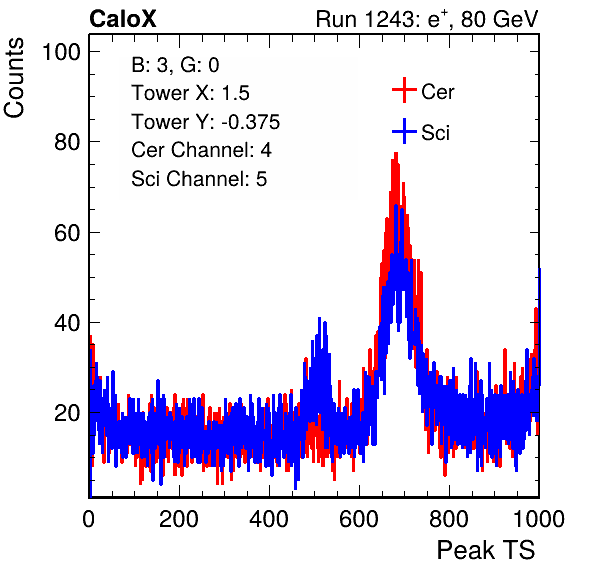 CaloX Run 1243: e+, 80 GeV
Counts
100
80
60
40
20
B: 3, G: 0
Tower X: 1.5
Tower Y: -0.375
Cer Channel: 4
Sci Channel: 5
Cer
Sci
0 200 400 600 800 1000
Peak TS